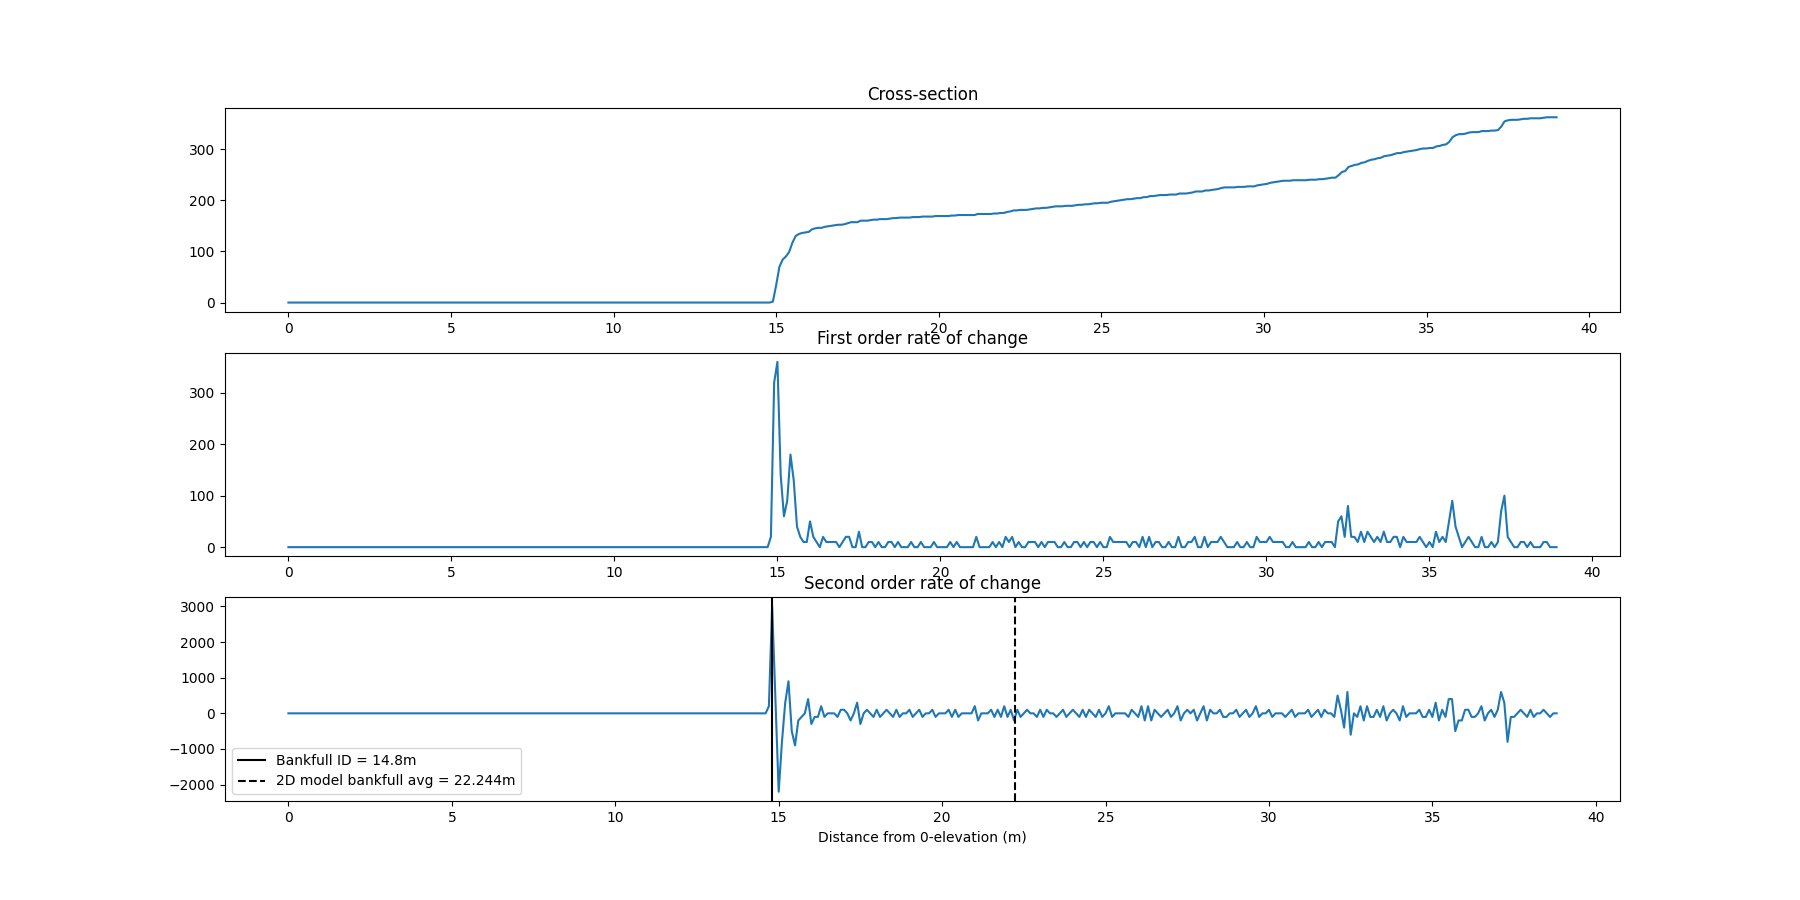 Cross-section
300
200
100
0
0 5 10 15 20 25 30 35 40
First order rate of change
300
200
100
0
0 5 10 15 20 25 30 35 40
Second order rate of change
3000
2000
1000
0
−1000
−2000
Bankfull ID = 14.8m
2D model bankfull avg = 22.244m
0 5 10 15 20 25 30 35 40
Distance from 0-elevation (m)